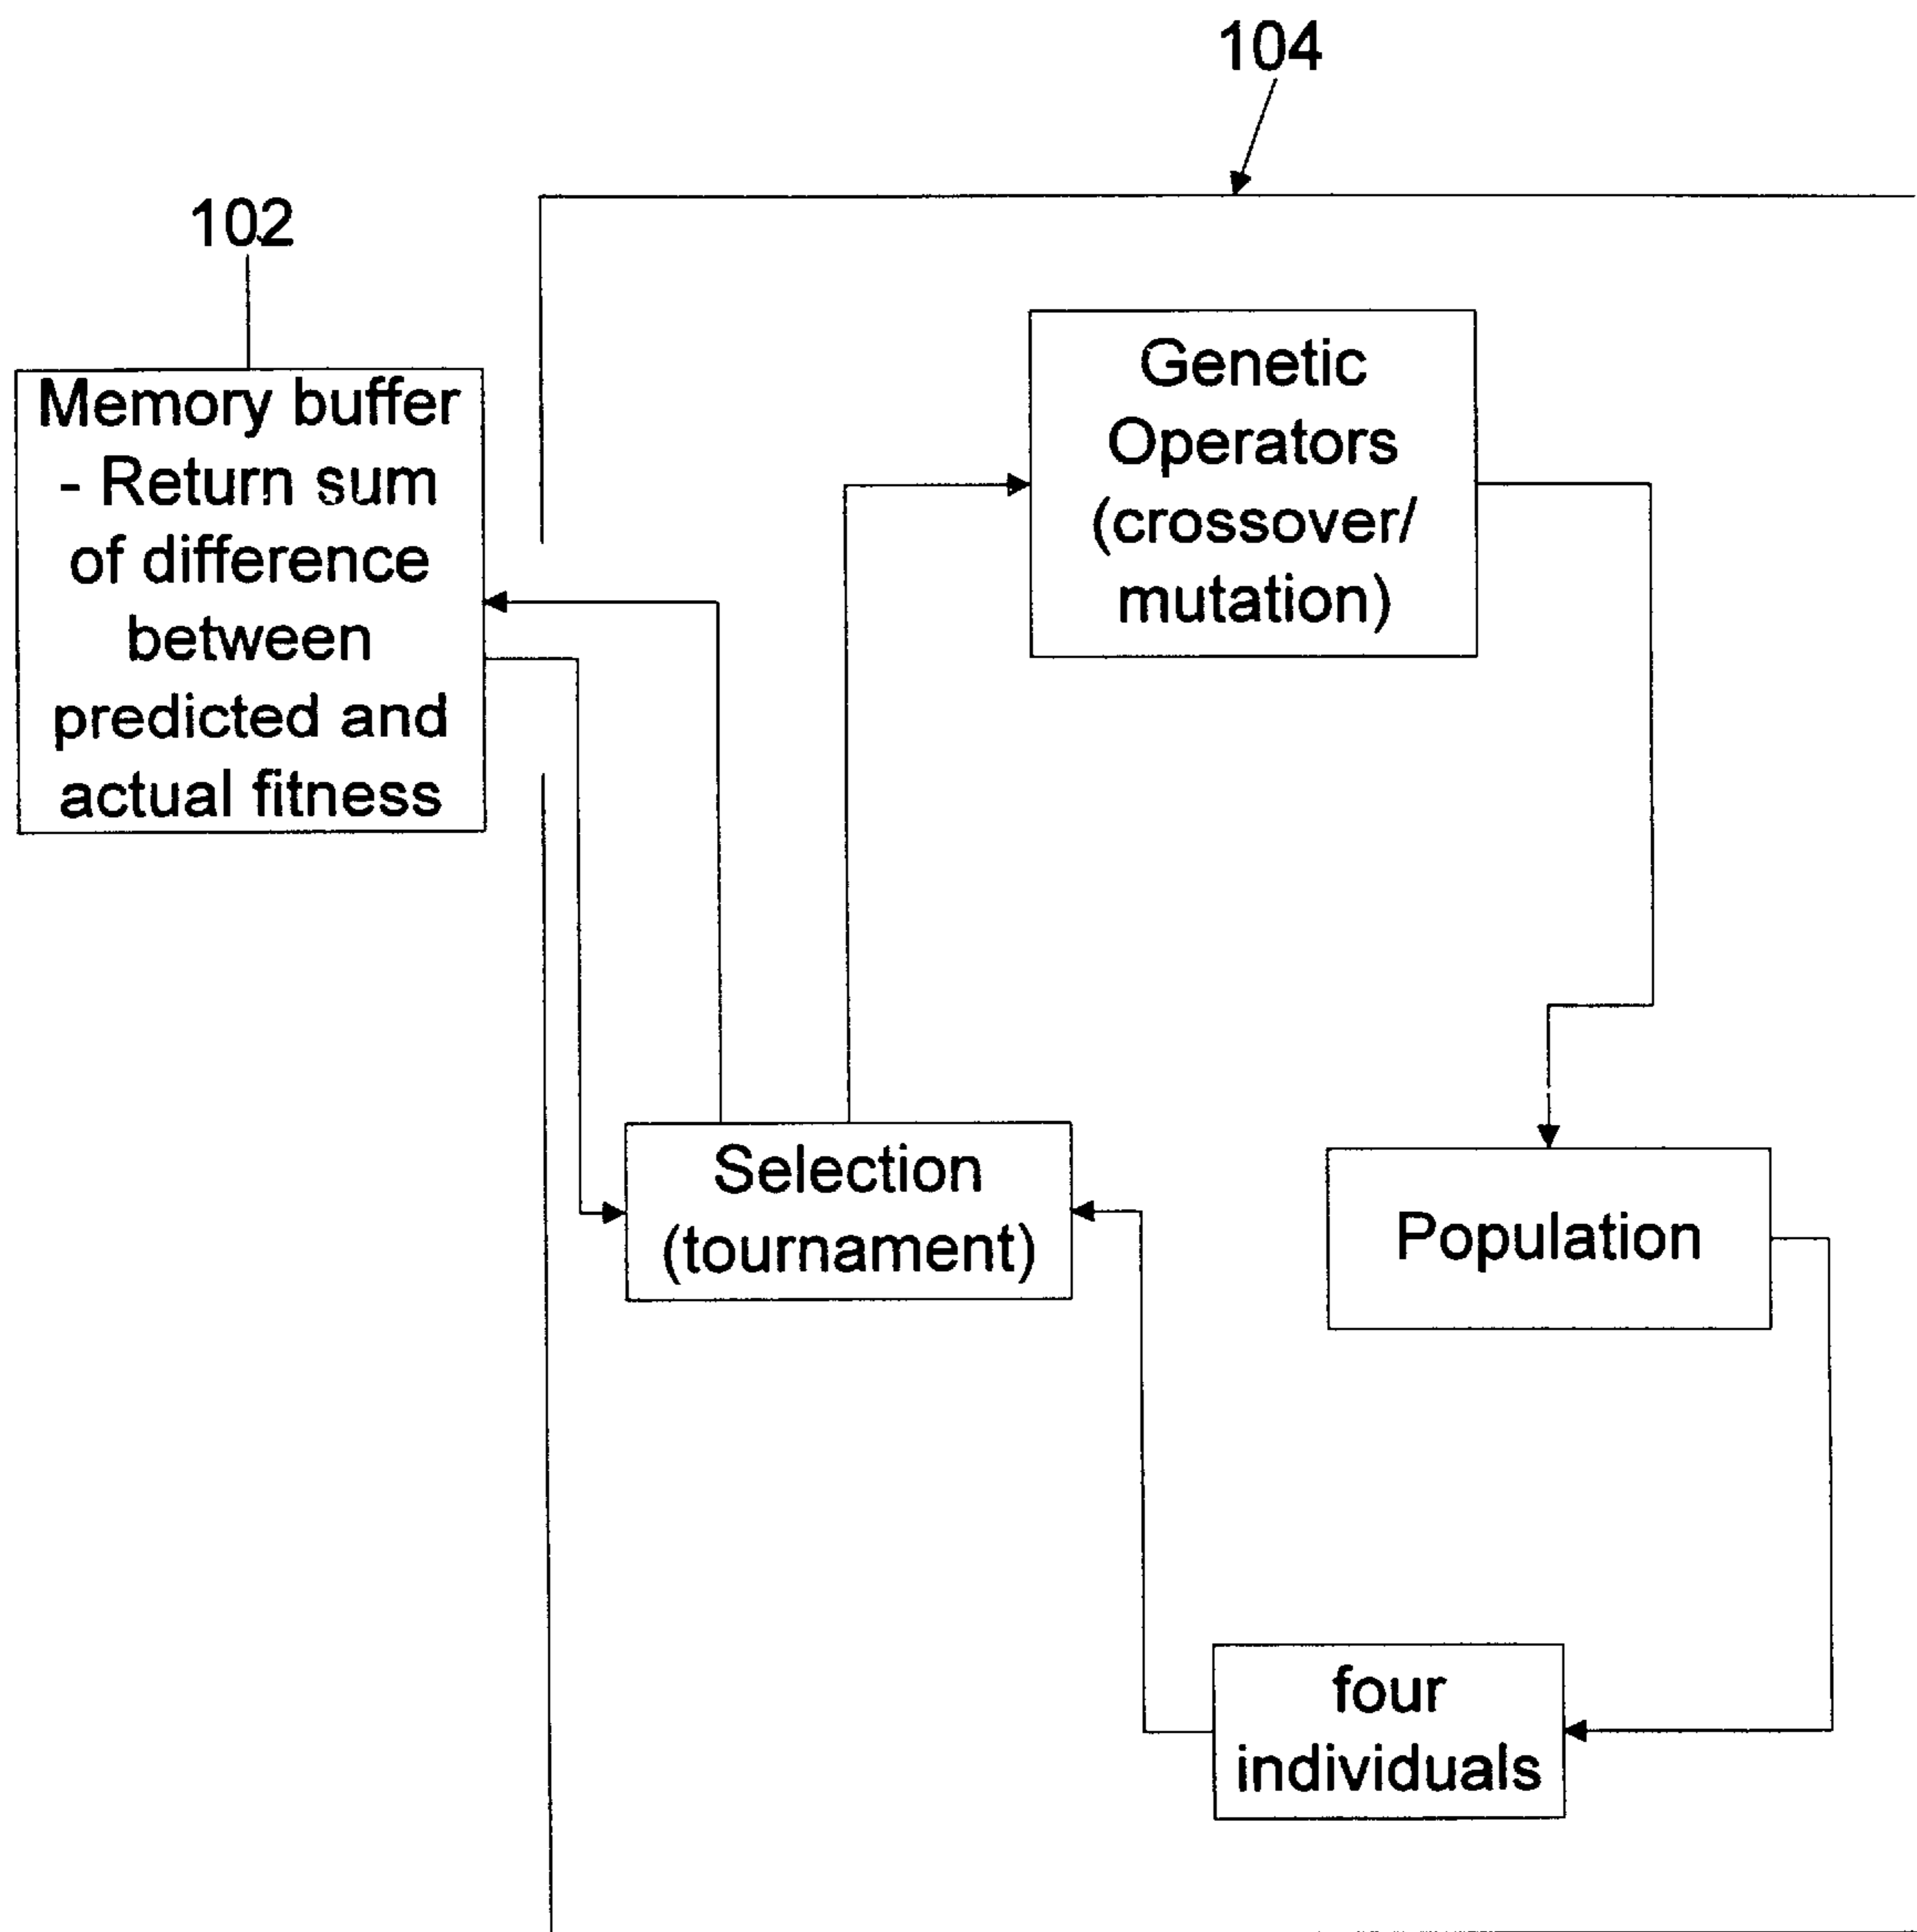 104
102
Memory buffer
- Return sum
of difference
between
predicted and
actual fitness
Genetic
Operators
(crossover/
mutation)
Selection
(tournament)
Population
four
individuals